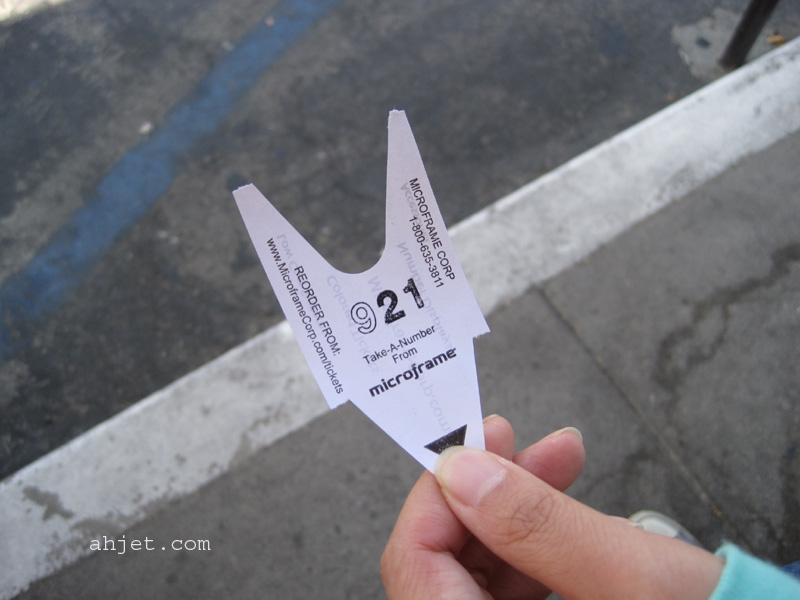 MICROFRAME CORP
1-800-635-3811
REORDER FROM:
www.MicroframeCorp.com/tickets
921
Take-A-Number
From
microframe
ahjet.com